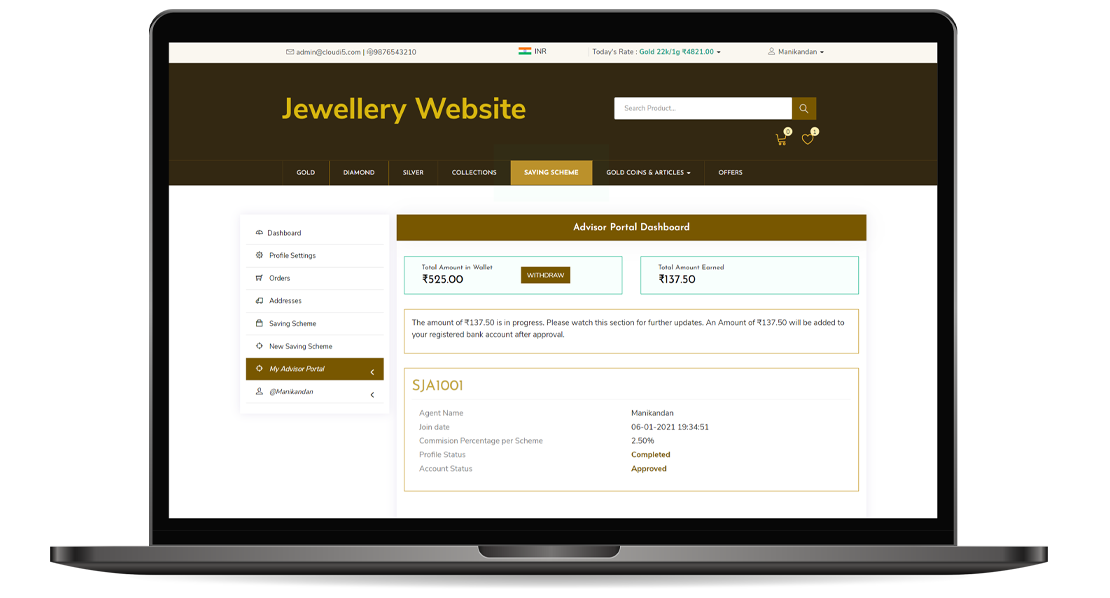 admin@cloudi5.com | 9876543210
INR
Today's Rate : Gold 22k/1g ₹4821.00
Manikandan
Jewellery Website
Search Product...
0
1
GOLD
DIAMOND
SILVER
COLLECTIONS
SAVING SCHEME
GOLD COINS & ARTICLES
OFFERS
Dashboard
Profile Settings
Orders
Addresses
Saving Scheme
New Saving Scheme
My Advisor Portal
@Manikandan
Advisor Portal Dashboard
Total Amount in Wallet
₹525.00
WITHDRAW
Total Amount Earned
₹137.50
The amount of ₹137.50 is in progress. Please watch this section for further updates. An Amount of ₹137.50 will be added to
your registered bank account after approval.
SJA1001
Agent Name Manikandan
Join date 06-01-2021 19:34:51
Commision Percentage per Scheme 2.50%
Profile Status Completed
Account Status Approved